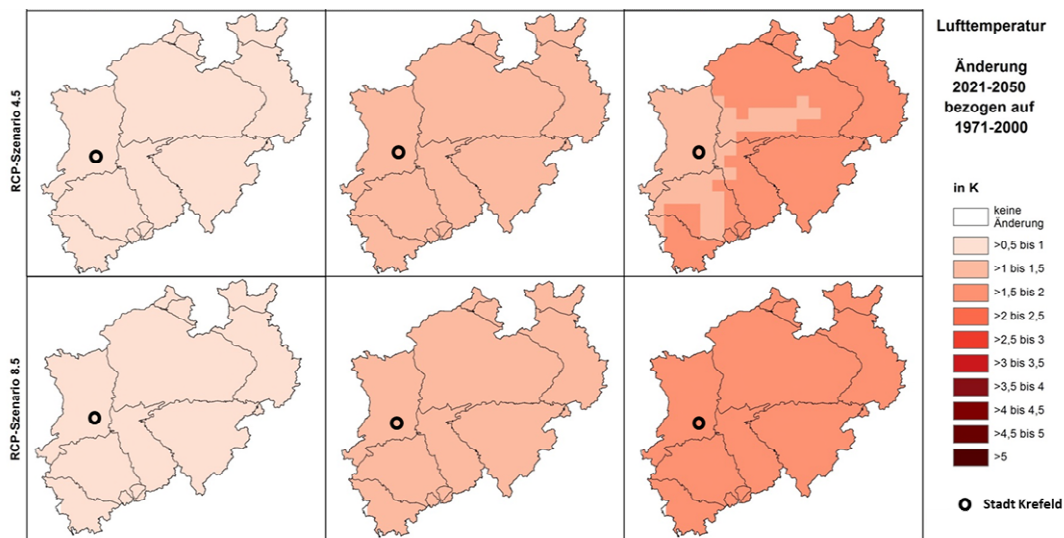 RCP-Szenario 4.5
RCP-Szenario 8.5
Lufttemperatur
Änderung
2021-2050
bezogen auf
1971-2000
in K
keine
Änderung
>0,5 bis 1
>1 bis 1,5
>1,5 bis 2
>2 bis 2,5
>2,5 bis 3
>3 bis 3,5
>3,5 bis 4
>4 bis 4,5
>4,5 bis 5
>5
Stadt Krefeld